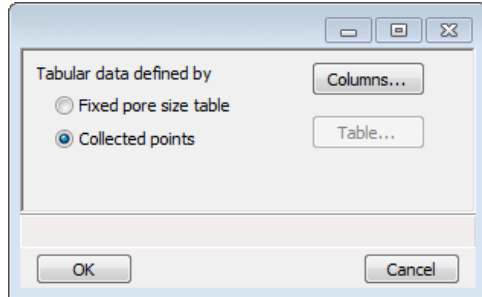 Tabular data defined by
Columns...
Fixed pore size table
Collected points
Table...
OK
Cancel